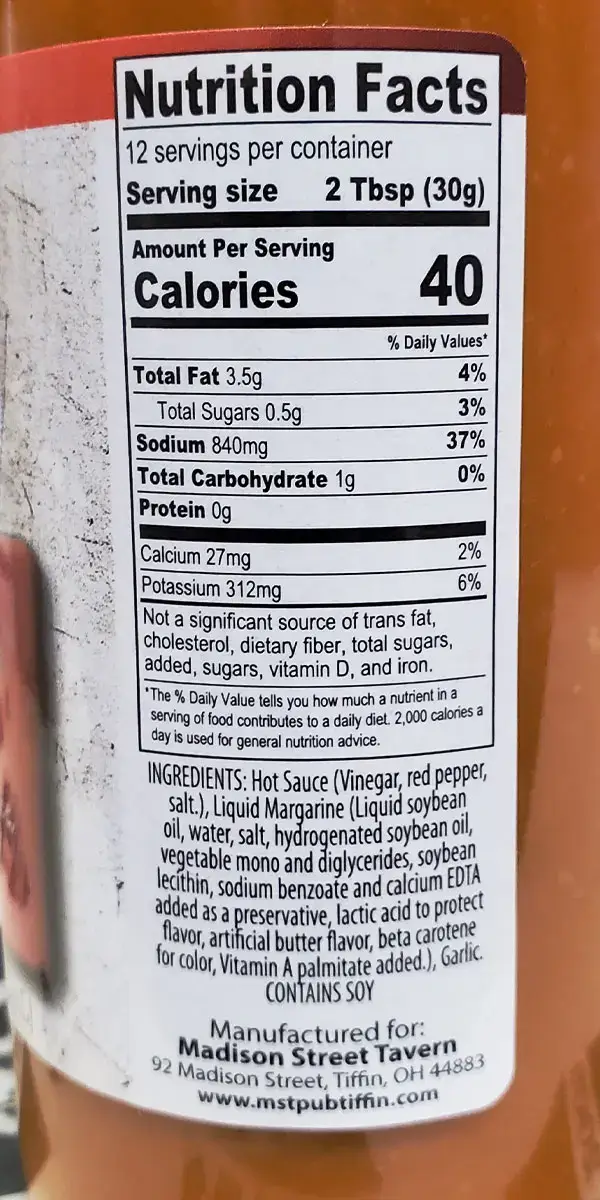 Nutrition Facts
12 servings per container
Serving size 2 Tbsp (30g)
Amount Per Serving
Calories 40
% Daily Values*
Total Fat 3.5g 4%
Total Sugars 0.5g 3%
Sodium 840mg 37%
Total Carbohydrate 1g 0%
Protein 0g
Calcium 27mg 2%
Potassium 312mg 6%
Not a significant source of trans fat,
cholesterol, dietary fiber, total sugars,
added, sugars, vitamin D, and iron.
*The % Daily Value tells you how much a nutrient in a
serving of food contributes to a daily diet. 2,000 calories a
day is used for general nutrition advice.
INGREDIENTS: Hot Sauce (Vinegar, red pepper,
salt.), Liquid Margarine (Liquid soybean
oil, water, salt, hydrogenated soybean oil,
vegetable mono and diglycerides, soybean
lecithin, sodium benzoate and calcium EDTA
added as a preservative, lactic acid to protect
flavor, artificial butter flavor, beta carotene
for color, Vitamin A palmitate added.), Garlic.
CONTAINS SOY
Manufactured for:
Madison Street Tavern
92 Madison Street, Tiffin, OH 44883
www.mstpubtiffin.com